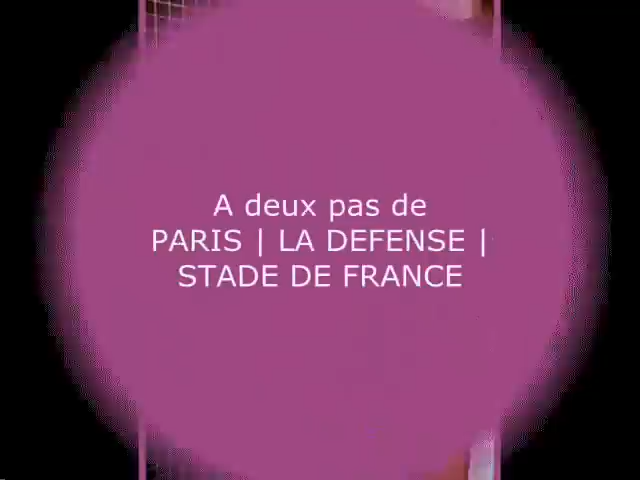 A deux pas de
PARIS | LA DEFENSE |
STADE DE FRANCE